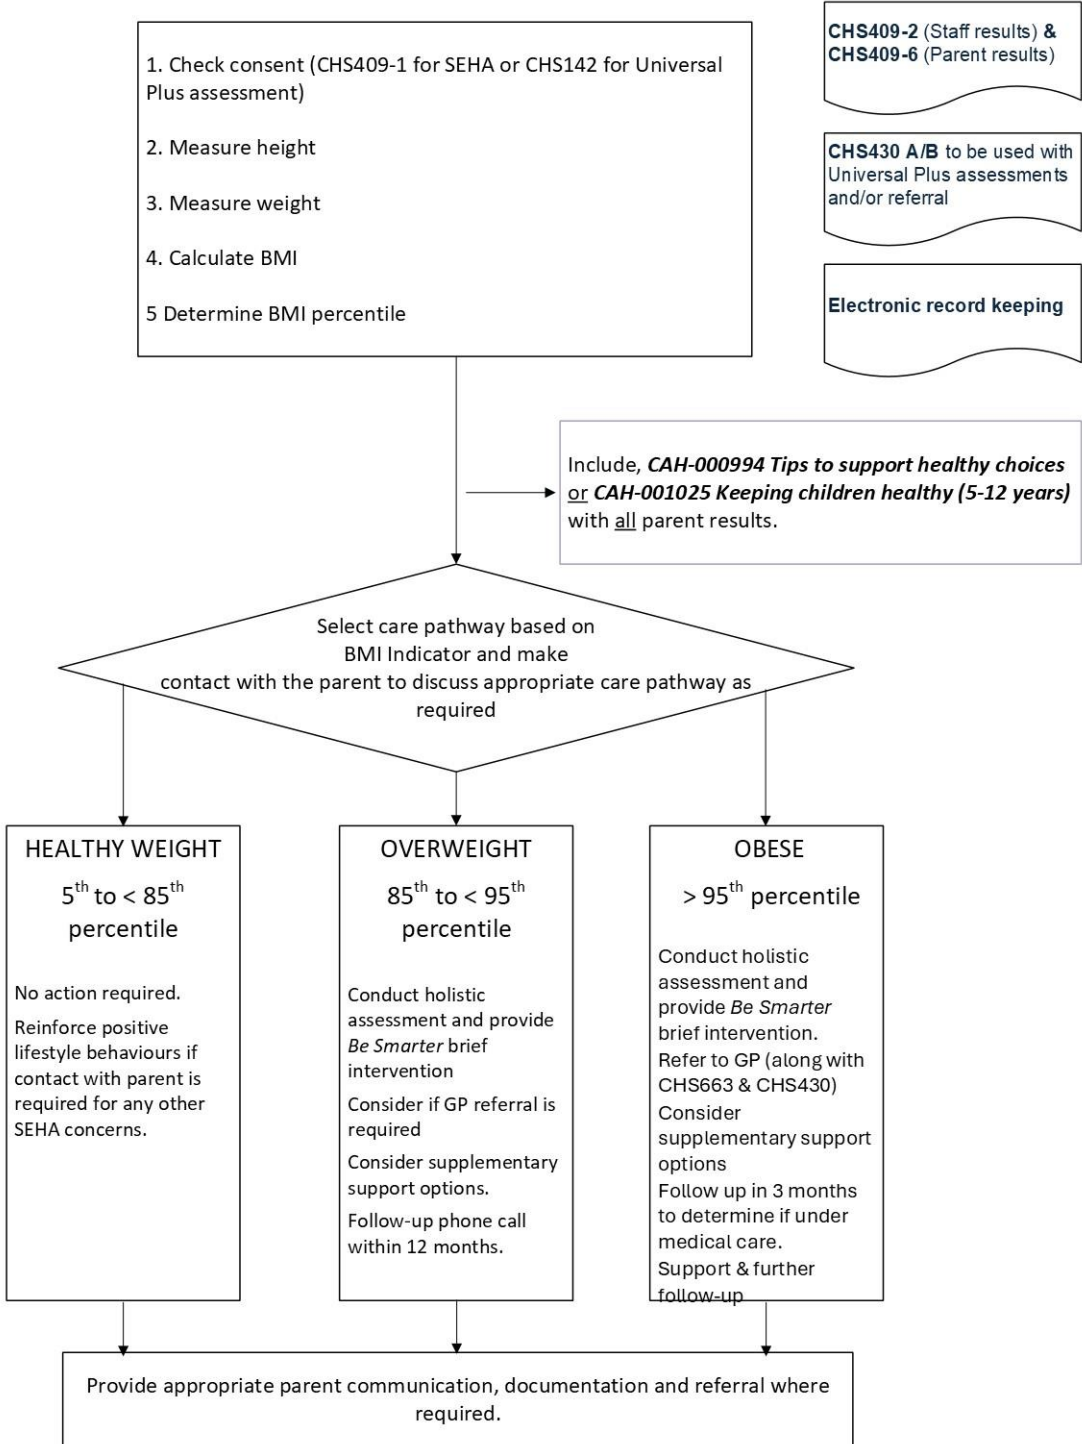 1. Check consent (CHS409-1 for SEHA or CHS142 for Universal
Plus assessment)
2. Measure height
3. Measure weight
4. Calculate BMI
5 Determine BMI percentile
CHS409-2 (Staff results) &
CHS409-6 (Parent results)
CHS430 A/B to be used with
Universal Plus assessments
and/or referral
Electronic record keeping
Include, CAH-000994 Tips to support healthy choices
or CAH-001025 Keeping children healthy (5-12 years)
with all parent results.
Select care pathway based on
BMI Indicator and make
contact with the parent to discuss appropriate care pathway as
required
HEALTHY WEIGHT
5th to < 85th
percentile
No action required.
Reinforce positive
lifestyle behaviours if
contact with parent is
required for any other
SEHA concerns.
OVERWEIGHT
85th to < 95th
percentile
Conduct holistic
assessment and provide
Be Smarter brief
intervention
Consider if GP referral is
required
Consider supplementary
support options.
Follow-up phone call
within 12 months.
OBESE
> 95th percentile
Conduct holistic
assessment and
provide Be Smarter
brief intervention.
Refer to GP (along with
CHS663 & CHS430)
Consider
supplementary support
options
Follow up in 3 months
to determine if under
medical care.
Support & further
follow-up
Provide appropriate parent communication, documentation and referral where
required.